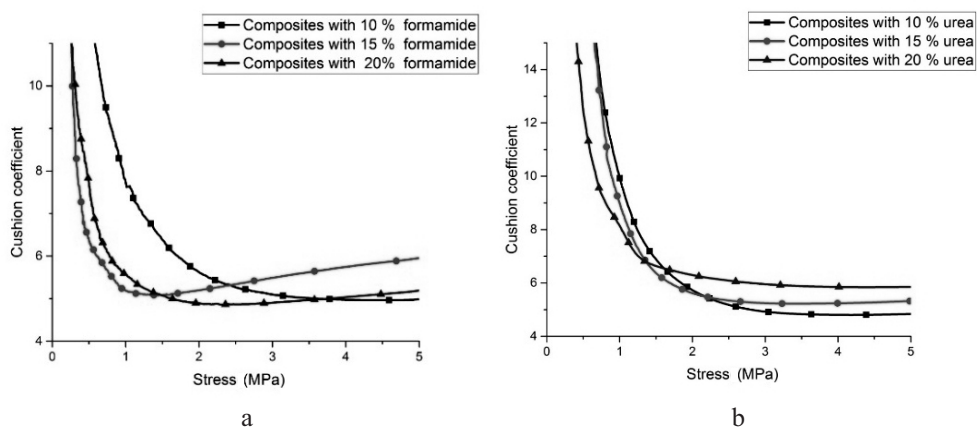 Composites with 10 % formamide
Composites with 15 % formamide
Composites with 20% formamide
10
8
6
4
Cushion coefficient
0 1 2 3 4 5
Stress (MPa)
a
Composites with 10 % urea
Composites with 15 % urea
Composites with 20 % urea
14
12
10
8
6
4
Cushion coefficient
0 1 2 3 4 5
Stress (MPa)
b